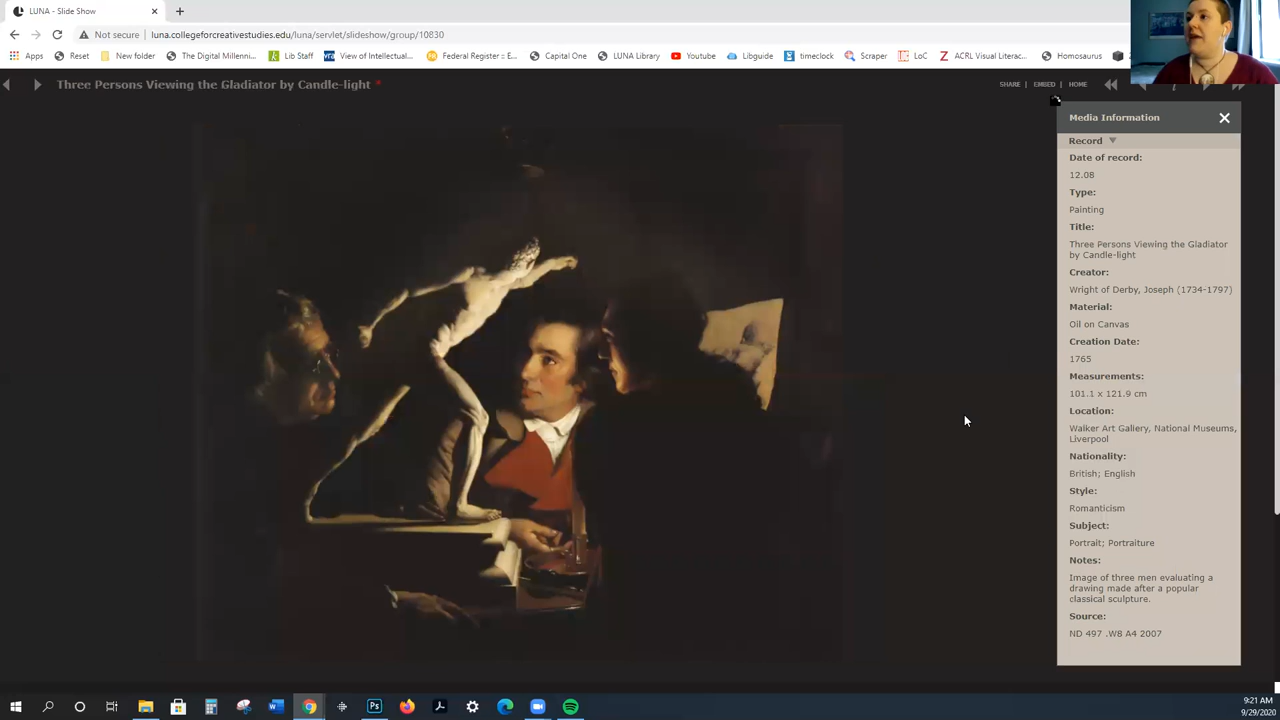 LUNA - Slide Show
Not secure | luna.collegeforcreativestudies.edu/luna/servlet/slideshow/group/10830
Apps Reset New folder The Digital Millenni... Lib Staff View of Intellectual... Federal Register :: E... Capital One LUNA Library Youtube Libguide timeclock Scraper LoC ACRL Visual Literac... Homosaurus
Three Persons Viewing the Gladiator by Candle-light *
SHARE | EMBED | HOME
Media Information
Record
Date of record:
12.08
Type:
Painting
Title:
Three Persons Viewing the Gladiator
by Candle-light
Creator:
Wright of Derby, Joseph (1734-1797)
Material:
Oil on Canvas
Creation Date:
1765
Measurements:
101.1 x 121.9 cm
Location:
Walker Art Gallery, National Museums,
Liverpool
Nationality:
British; English
Style:
Romanticism
Subject:
Portrait; Portraiture
Notes:
Image of three men evaluating a
drawing made after a popular
classical sculpture.
Source:
ND 497 .W8 A4 2007
9:21 AM
9/29/2020